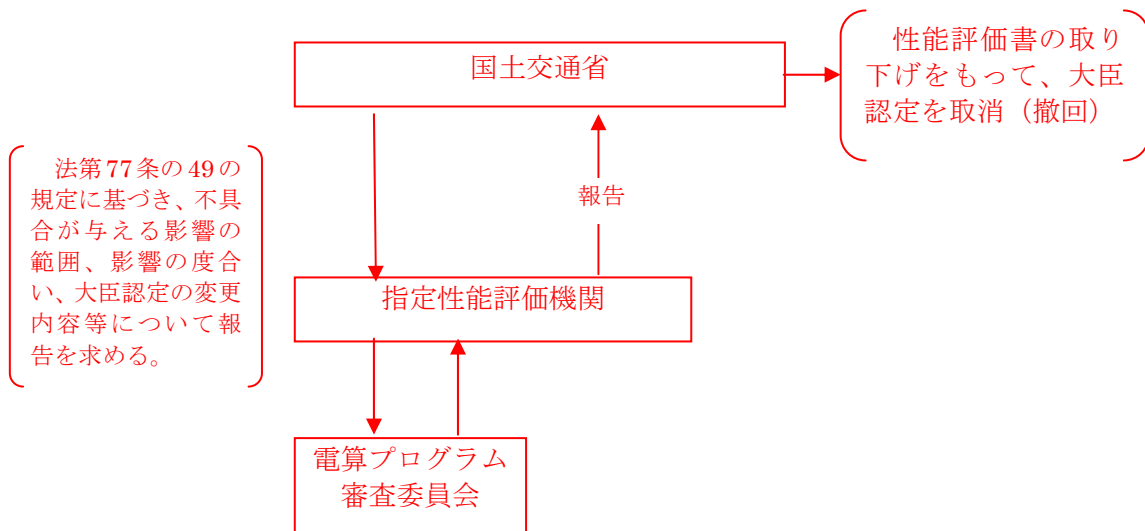 国土交通省
性能評価書の取り
下げをもって、大臣
認定を取消（撤回）
法第77条の49の
規定に基づき、不具
合が与える影響の
範囲、影響の度合
い、大臣認定の変更
内容等について報
告を求める。
報告
指定性能評価機関
電算プログラム
審査委員会